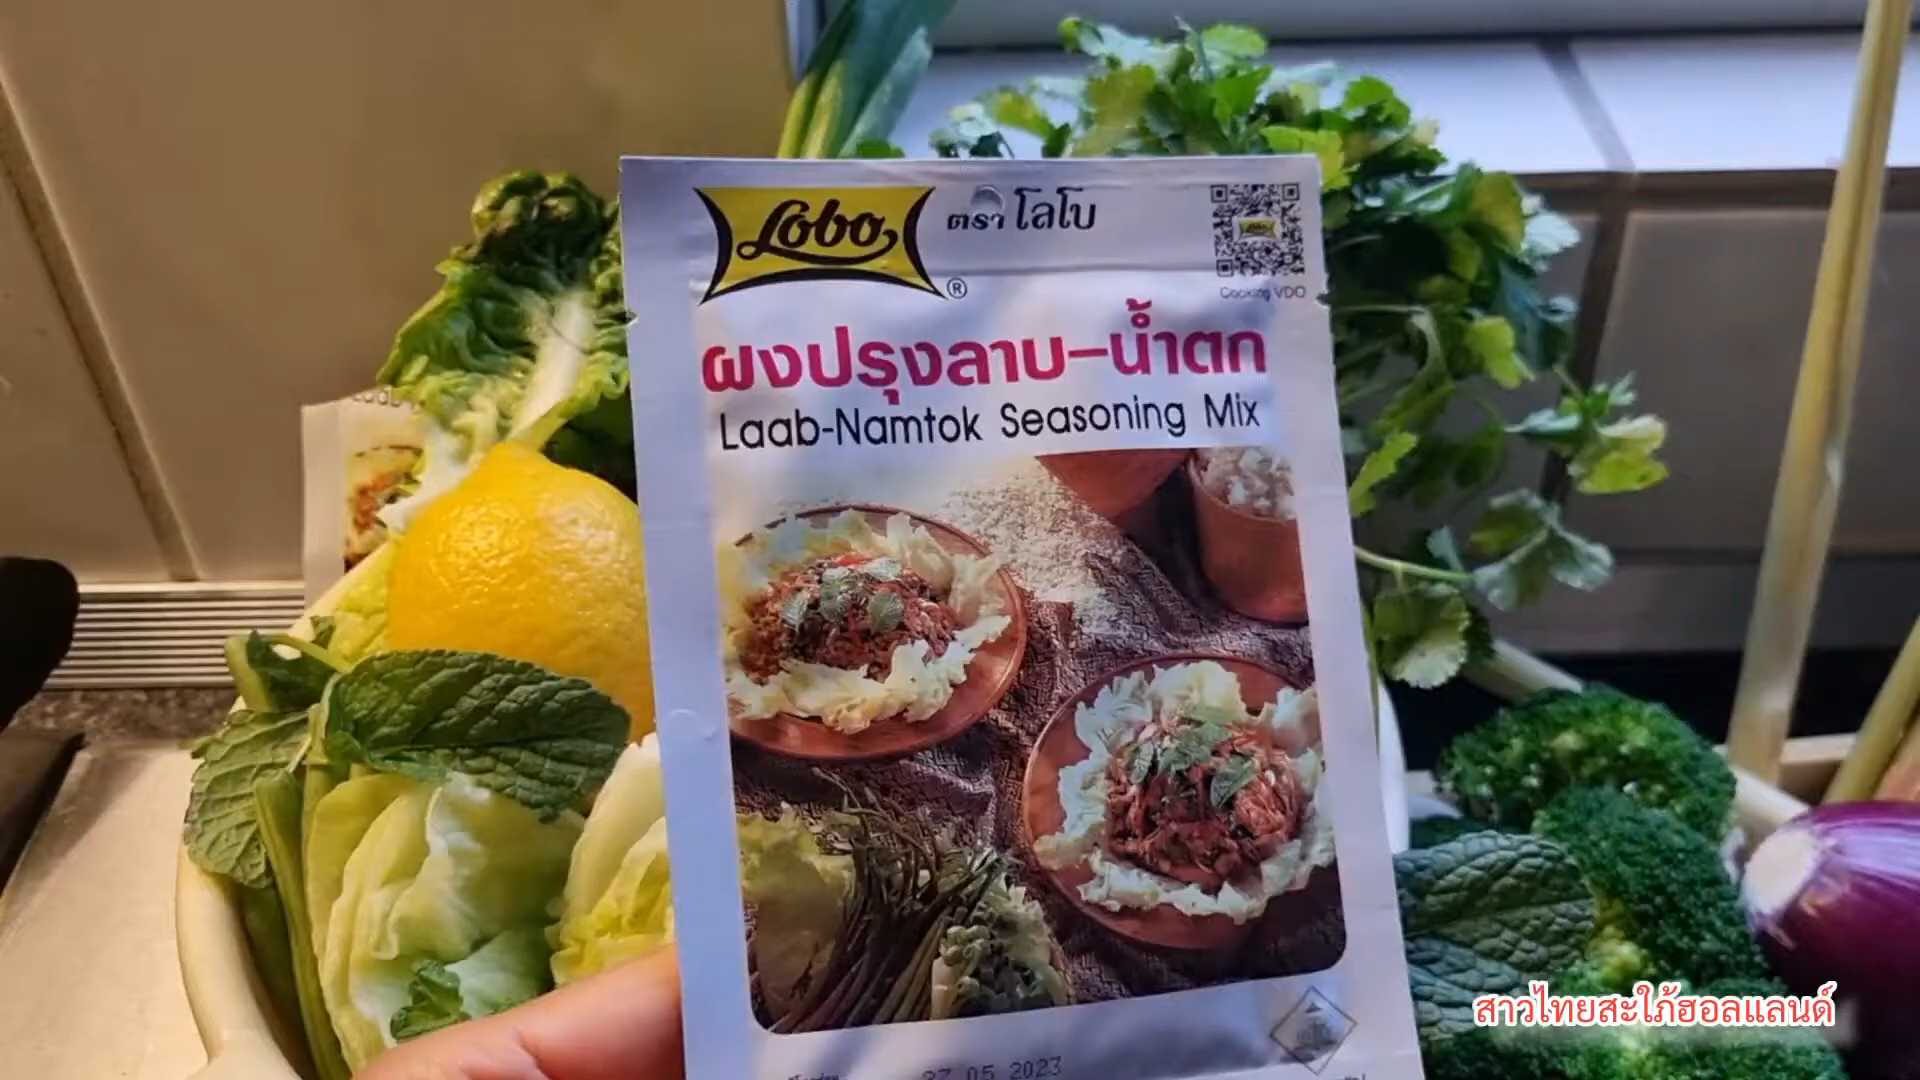 Lobo
®
ตรา โลโบ
Cooking VDO
ผงปรุงลาบ–น้ำตก
Laab-Namtok Seasoning Mix
27 05 2023
สาวไทยสะใภ้ฮอลแลนด์